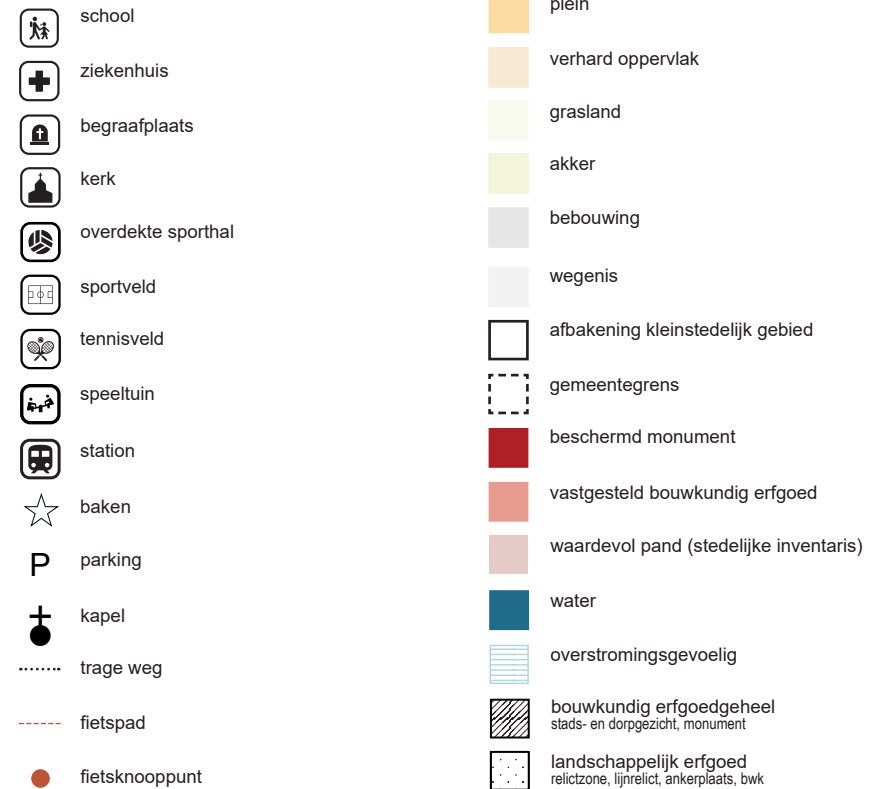 school
ziekenhuis
begraafplaats
kerk
overdekte sporthal
sportveld
tennisveld
speeltuin
station
baken
P parking
kapel
trage weg
fietspad
fietsknooppunt
plein
verhard oppervlak
grasland
akker
bebouwing
wegenis
afbakening kleinstedelijk gebied
gemeentegrens
beschermd monument
vastgesteld bouwkundig erfgoed
waardevol pand (stedelijke inventaris)
water
overstromingsgevoelig
bouwkundig erfgoedgeheel
stads- en dorpgezicht, monument
landschappelijk erfgoed
relictzone, lijnrelict, ankerplaats, bwk